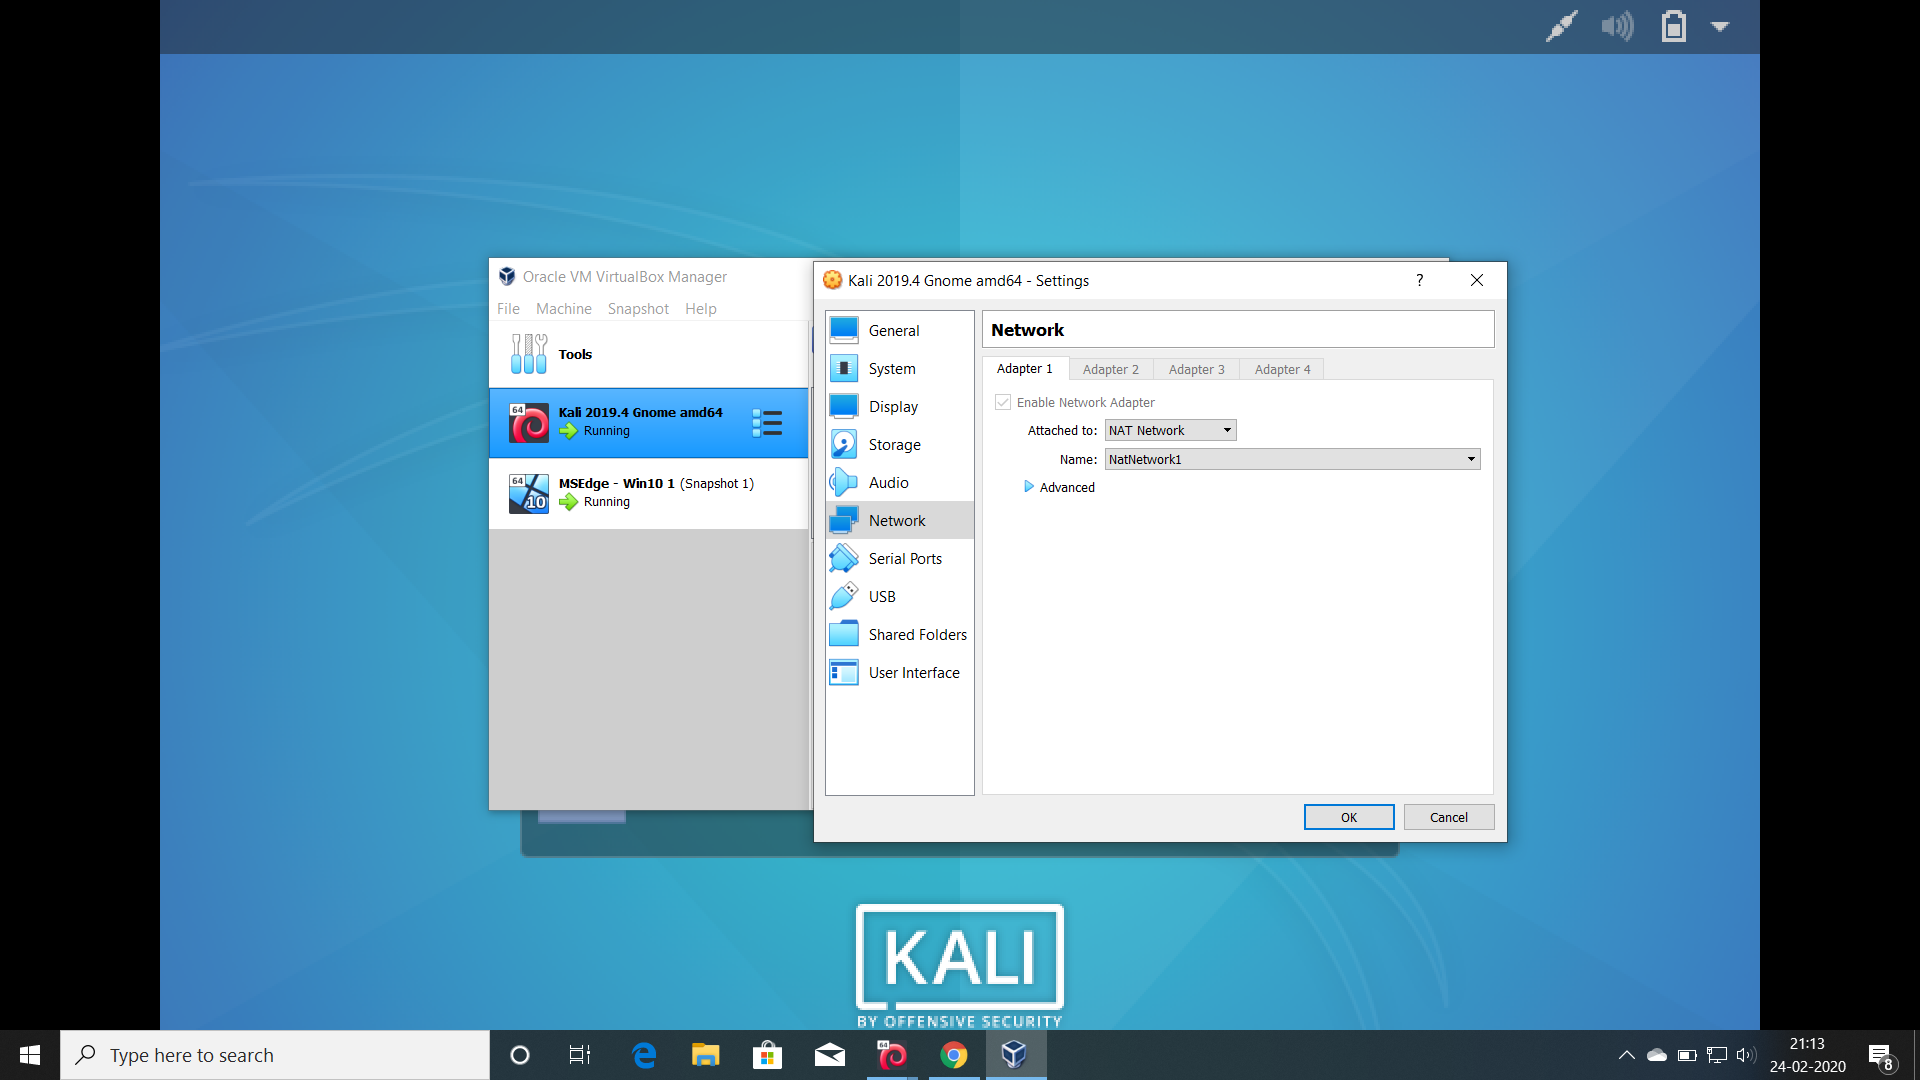 Oracle VM VirtualBox Manager
File Machine Snapshot Help
Tools
64
Kali 2019.4 Gnome amd64
Running
64
10
MSEdge - Win10 1 (Snapshot 1)
Running
Kali 2019.4 Gnome amd64 - Settings
?
General
System
Display
Storage
Audio
Network
Serial Ports
USB
Shared Folders
User Interface
Network
Adapter 1 Adapter 2 Adapter 3 Adapter 4
Enable Network Adapter
Attached to: NAT Network
Name: NatNetwork1
Advanced
OK Cancel
KALI
BY OFFENSIVE SECURITY
Type here to search
64
21:13
24-02-2020
8